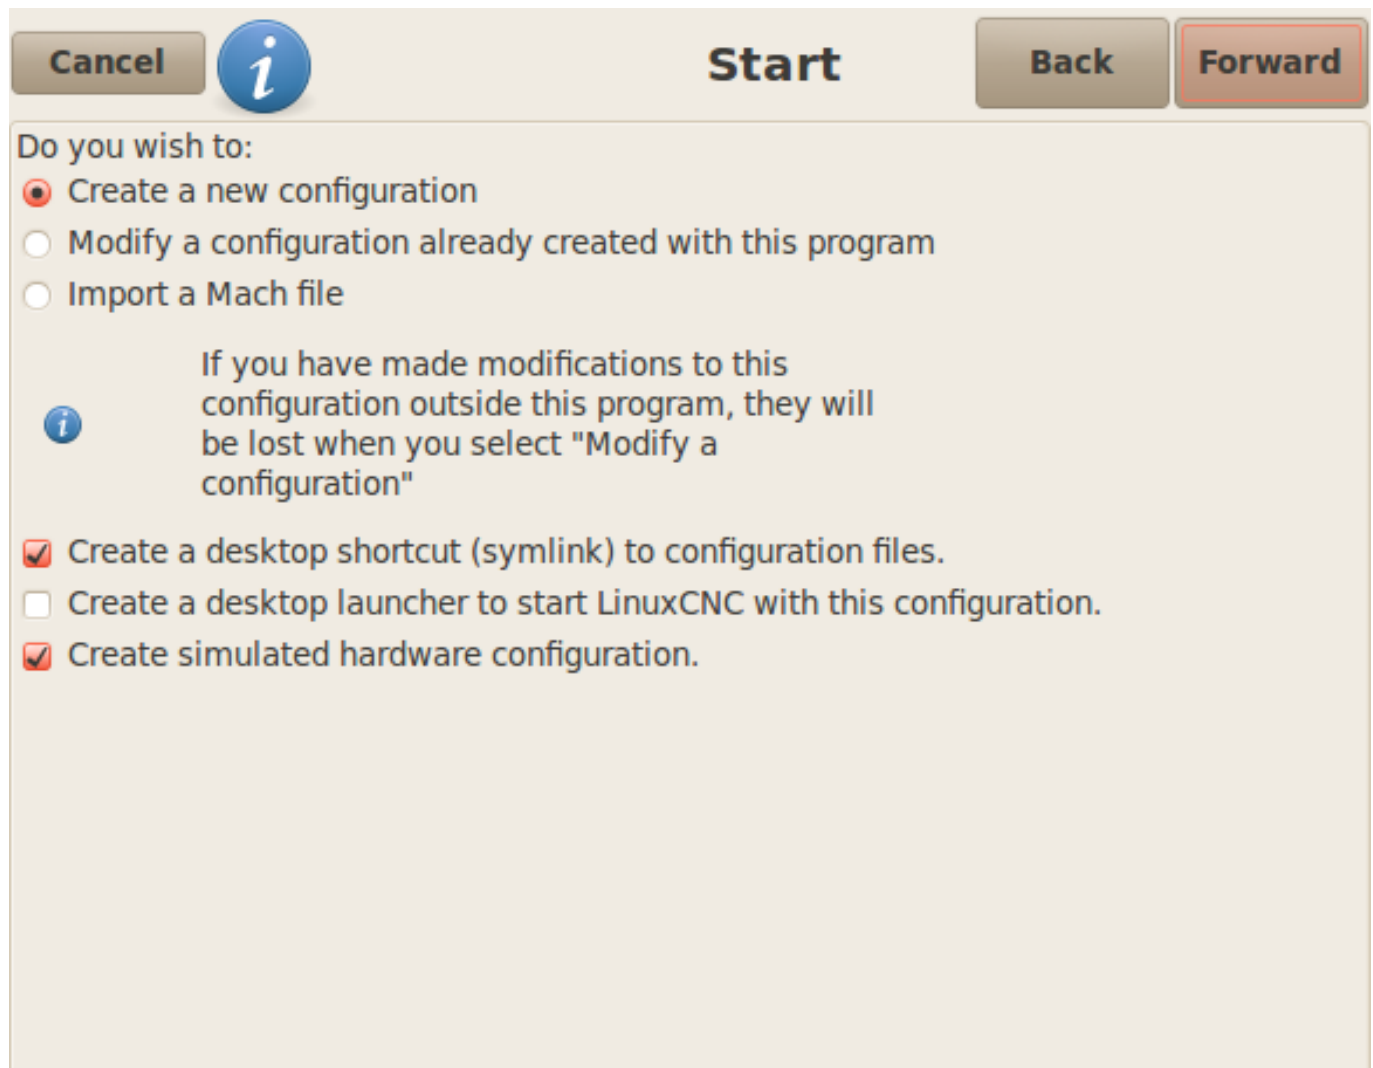 Cancel
i
Start
Back
Forward
Do you wish to:
Create a new configuration
Modify a configuration already created with this program
Import a Mach file
If you have made modifications to this
configuration outside this program, they will
i
be lost when you select "Modify a
configuration"
Create a desktop shortcut (symlink) to configuration files.
Create a desktop launcher to start LinuxCNC with this configuration.
Create simulated hardware configuration.